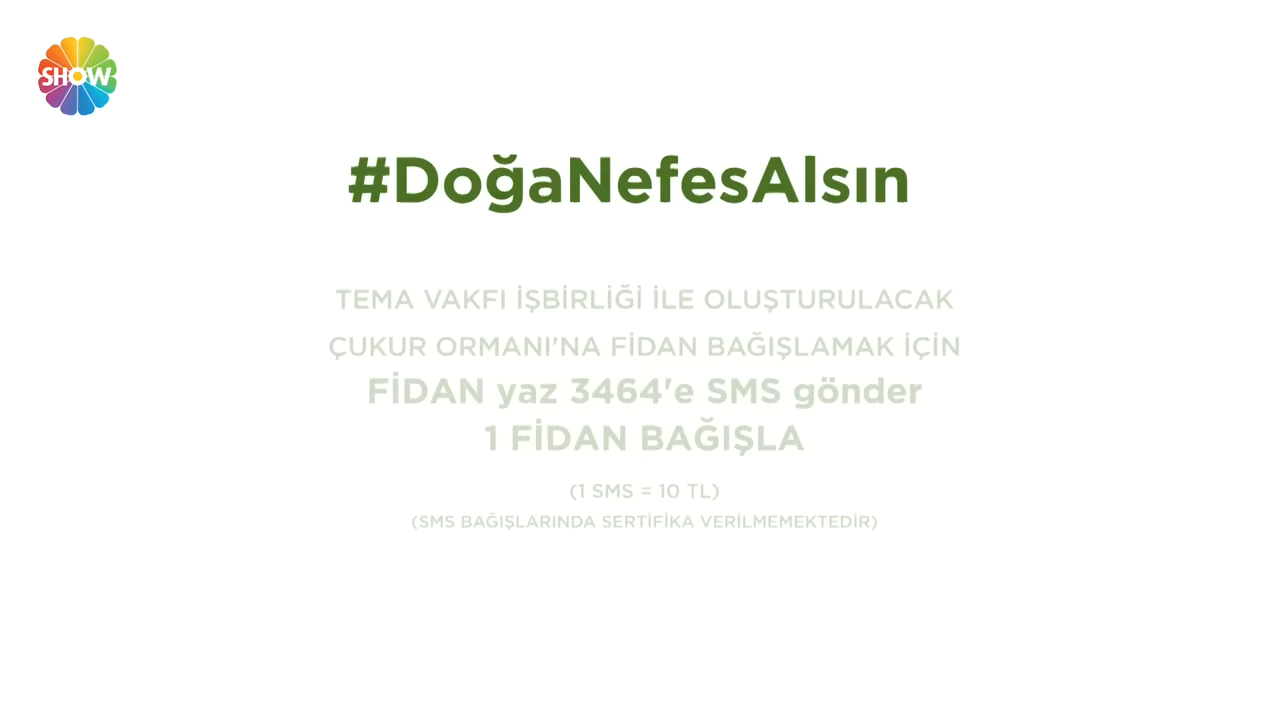 SHOW
#DoğaNefesAlsın
TEMA VAKFI İŞBİRLİĞİ İLE OLUŞTURULACAK
ÇUKUR ORMANI'NA FİDAN BAĞIŞLAMAK İÇİN
FİDAN yaz 3464'e SMS gönder
1 FİDAN BAĞIŞLA
(1 SMS = 10 TL)
(SMS BAĞIŞLARINDA SERTİFİKA VERİLMEMEKTEDİR)